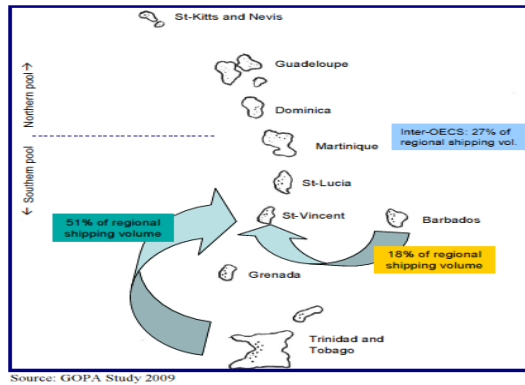 St-Kitts and Nevis
Northern pool →
Guadeloupe
Dominica
Inter-OECS: 27% of
regional shipping vol.
Martinique
← Southern pool
St-Lucia
51% of regional
shipping volume
St-Vincent
Barbados
18% of regional
shipping volume
Grenada
Trinidad and
Tobago
Source: GOPA Study 2009